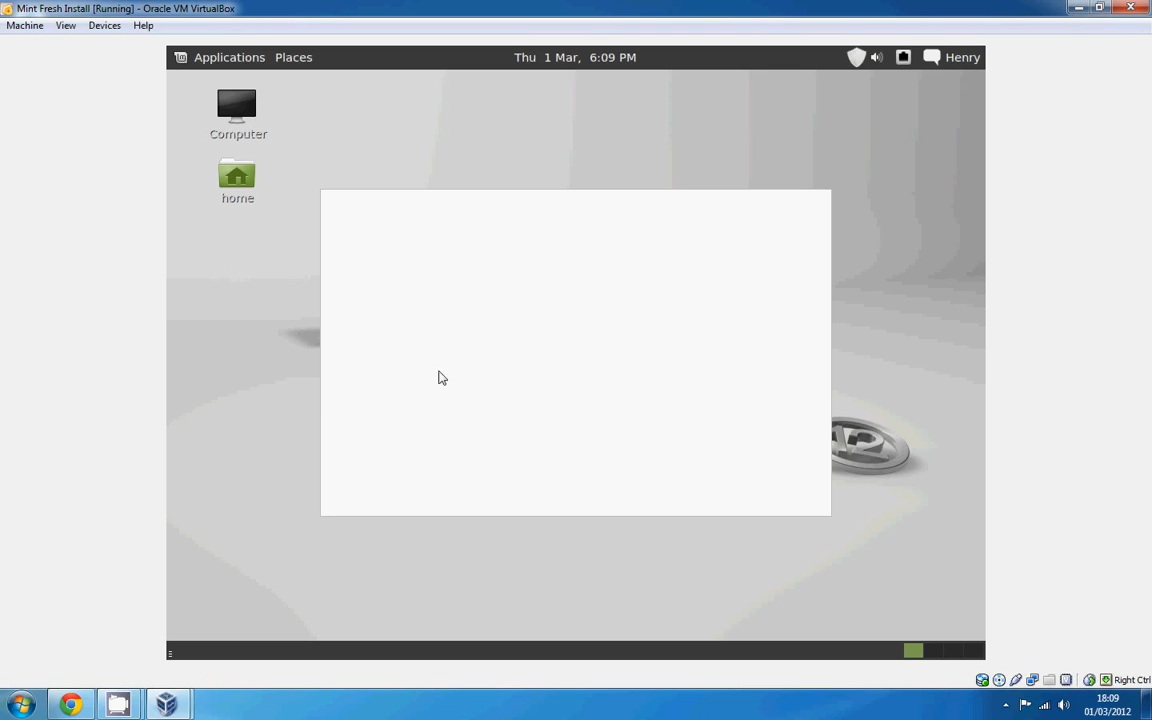 Mint Fresh Install [Running] - Oracle VM VirtualBox
Machine View Devices Help
Applications Places Thu 1 Mar, 6:09 PM Henry
Computer
home
Right Ctrl
18:09
01/03/2012